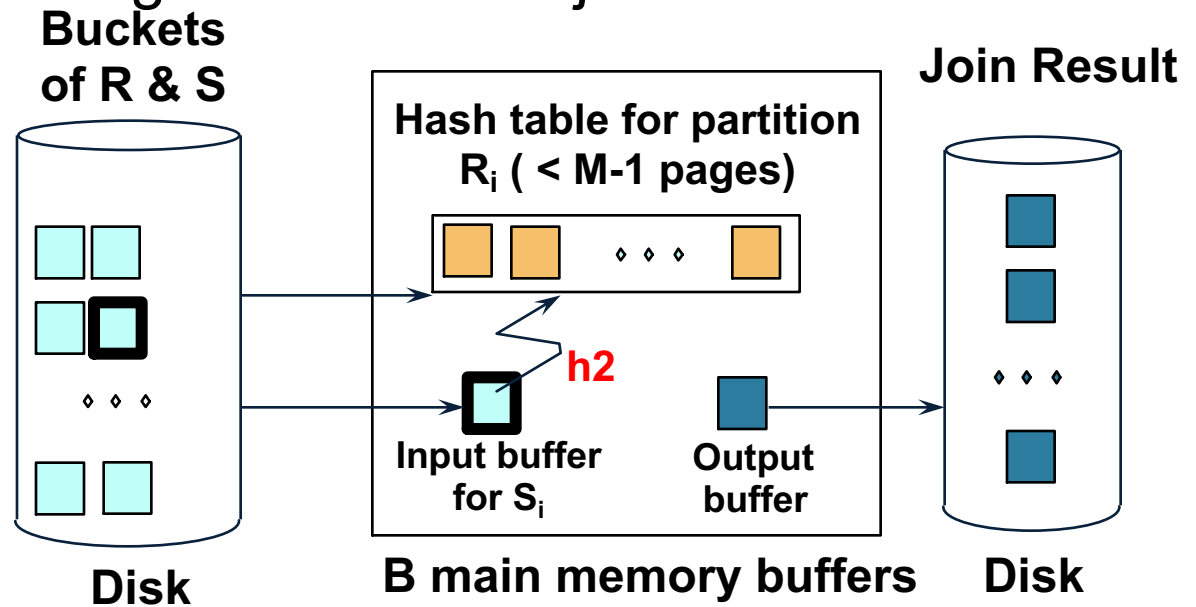 Buckets
of R & S
Join Result
Hash table for partition
Ri ( < M-1 pages)
h2
Input buffer
for Si
Output
buffer
Disk
B main memory buffers
Disk